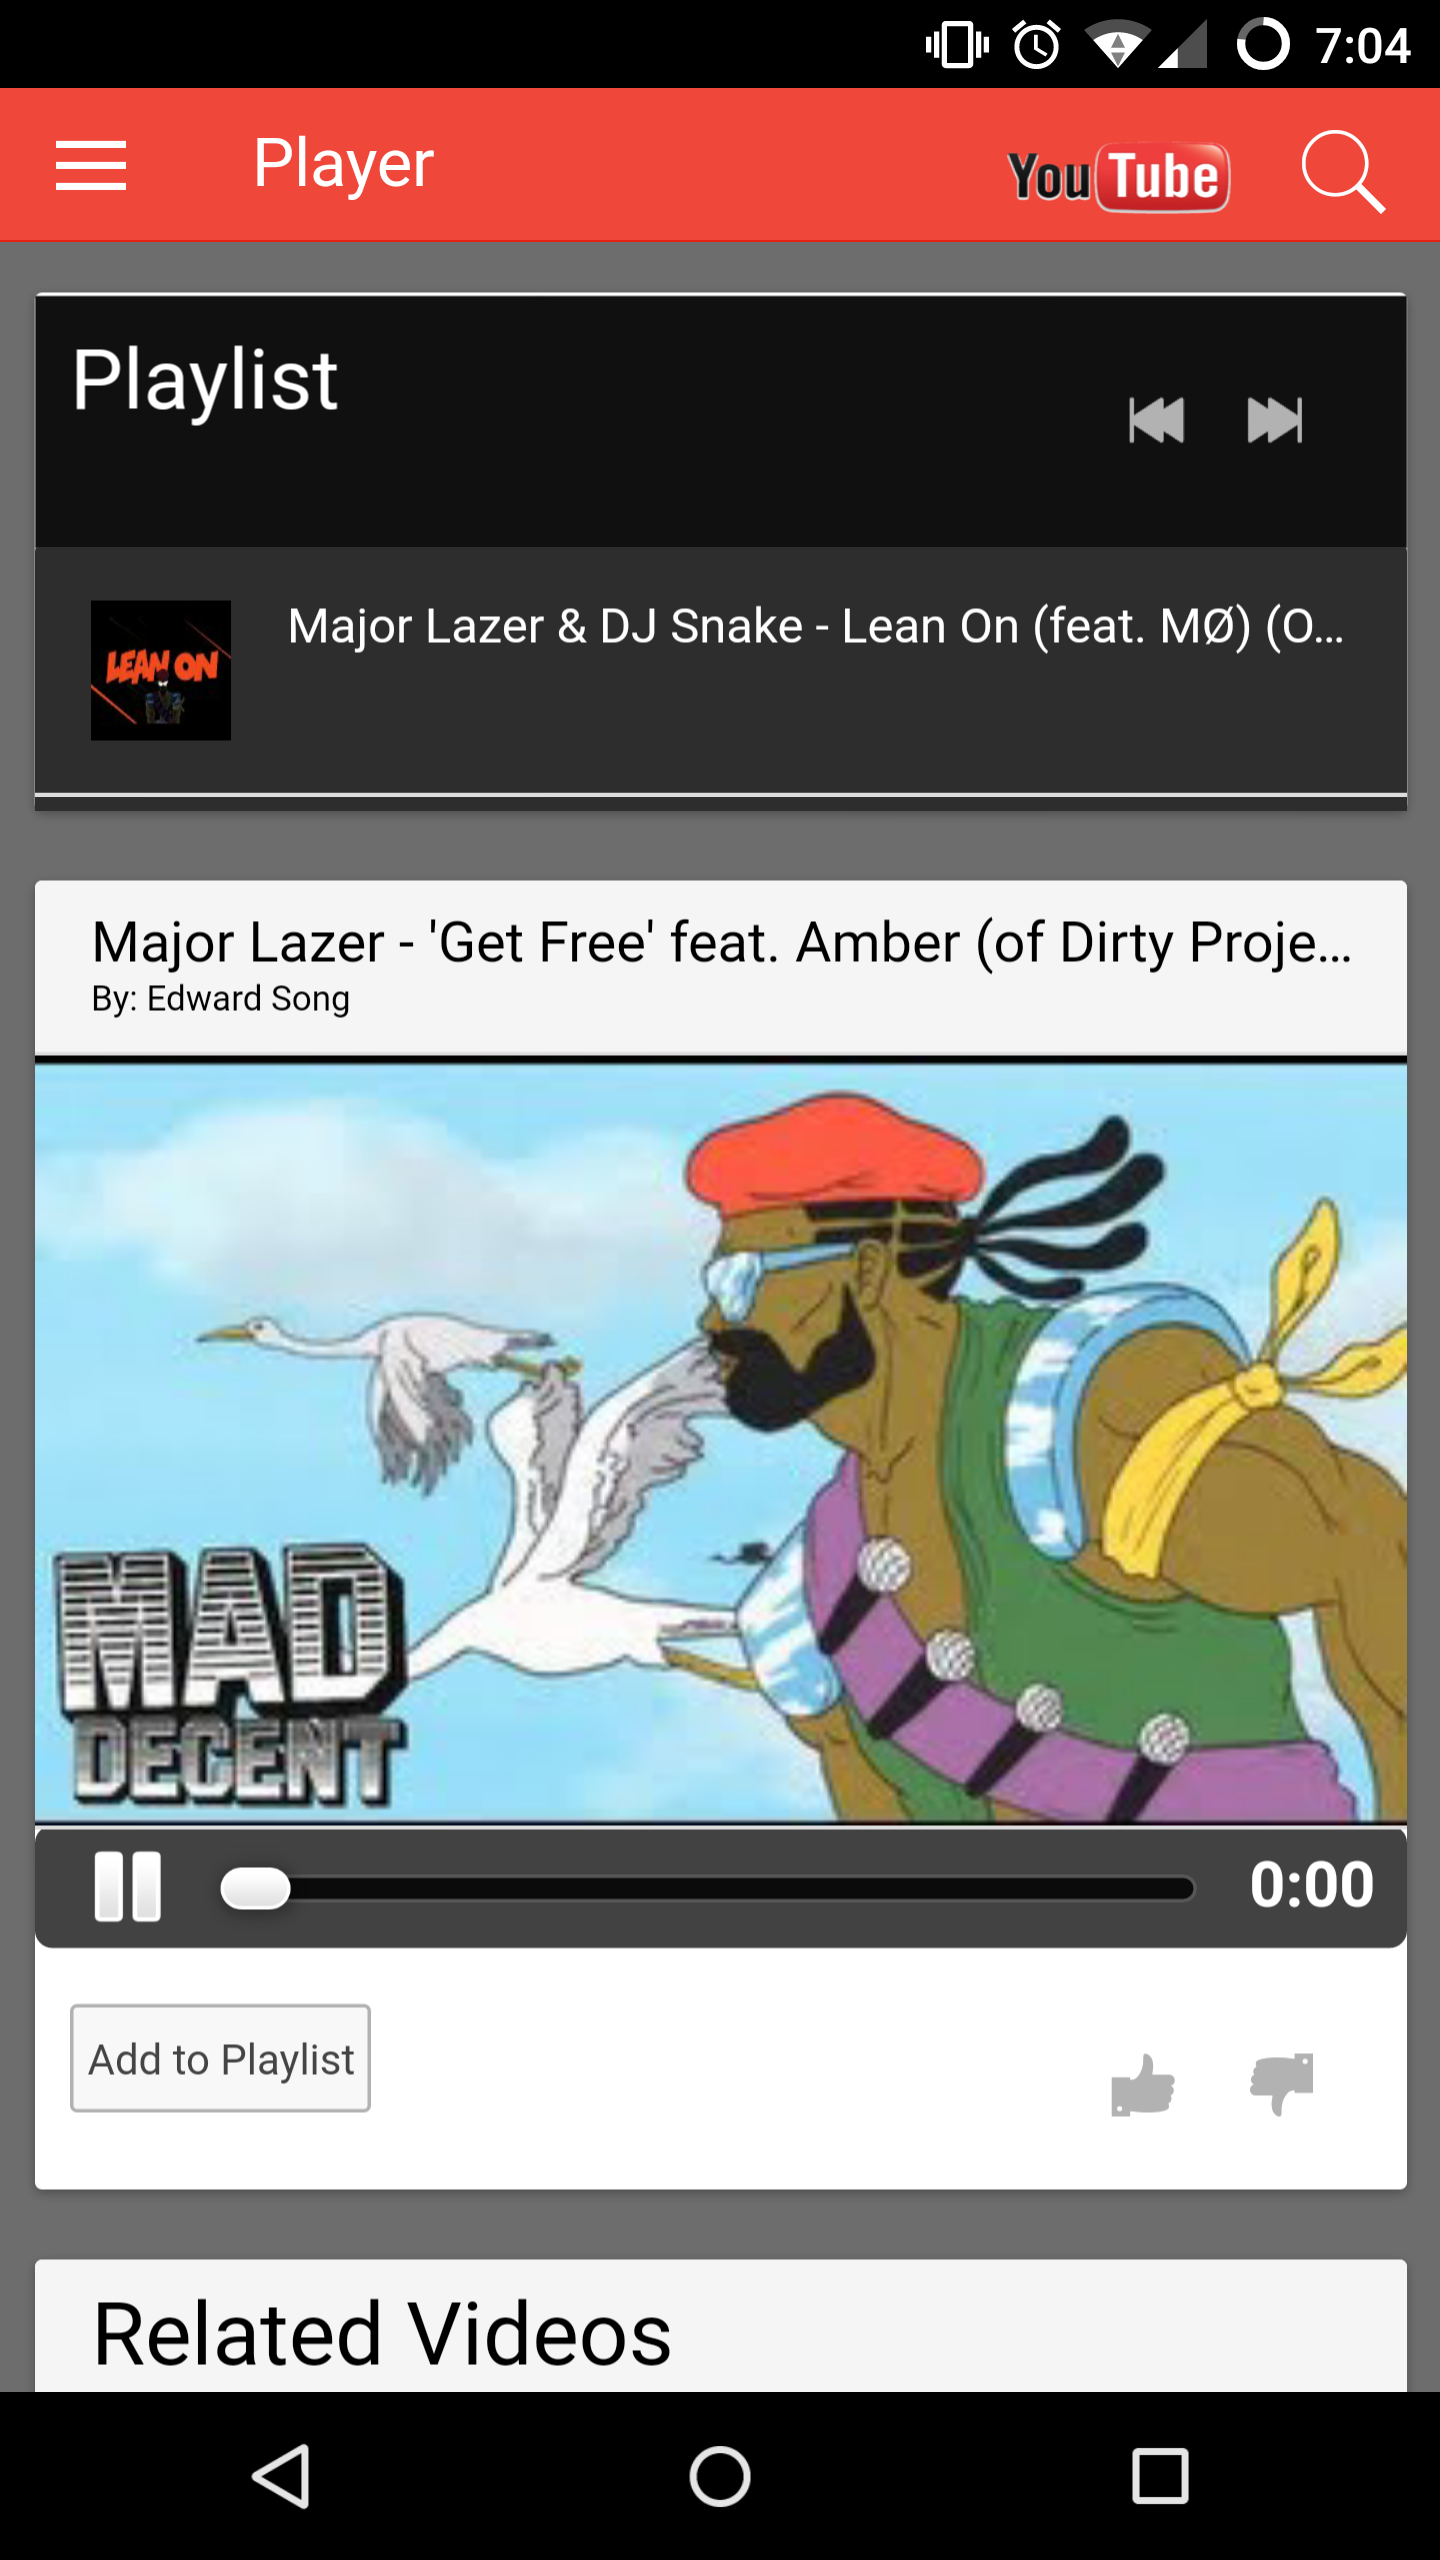 7:04
Player
YouTube
Playlist
LEAN ON
Major Lazer & DJ Snake - Lean On (feat. MØ) (O...
Major Lazer - 'Get Free' feat. Amber (of Dirty Proje...
By: Edward Song
MAD
DECENT
0:00
Add to Playlist
Related Videos